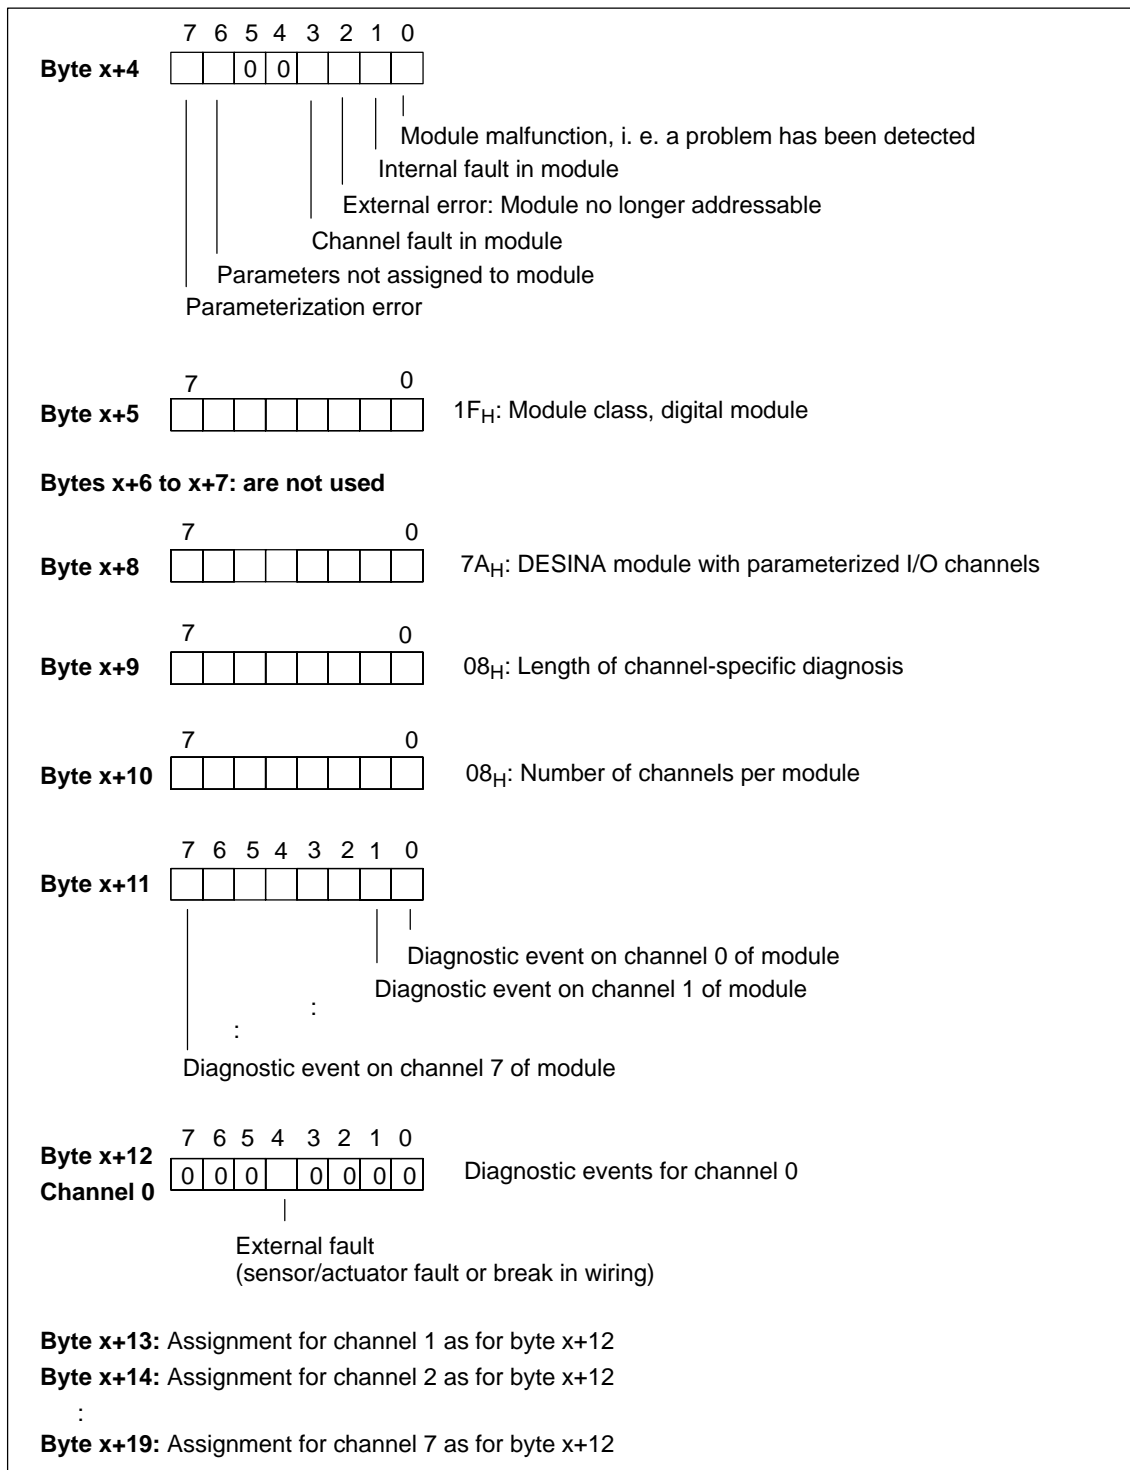 7 6 5 4 3 2 1 0
Byte x+4 0 0
Module malfunction, i. e. a problem has been detected
Internal fault in module
External error: Module no longer addressable
Channel fault in module
Parameters not assigned to module
Parameterization error
7 0
Byte x+5 1FH: Module class, digital module
Bytes x+6 to x+7: are not used
7 0
Byte x+8 7AH: DESINA module with parameterized I/O channels
7 0
Byte x+9 08H: Length of channel-specific diagnosis
7 0
Byte x+10 08H: Number of channels per module
7 6 5 4 3 2 1 0
Byte x+11
Diagnostic event on channel 0 of module
Diagnostic event on channel 1 of module
:
:
Diagnostic event on channel 7 of module
7 6 5 4 3 2 1 0
Byte x+12
0 0 0 0 0 0 0 Diagnostic events for channel 0
Channel 0
External fault
(sensor/actuator fault or break in wiring)
Byte x+13: Assignment for channel 1 as for byte x+12
Byte x+14: Assignment for channel 2 as for byte x+12
:
Byte x+19: Assignment for channel 7 as for byte x+12